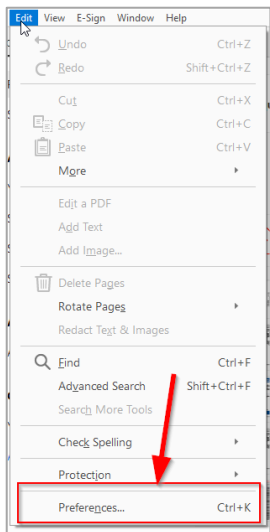 Edit View E-Sign Window Help
Undo Ctrl+Z
Redo Shift+Ctrl+Z
Cut Ctrl+X
Copy Ctrl+C
Paste Ctrl+V
More
Edit a PDF
Add Text
Add Image...
Delete Pages
Rotate Pages
Redact Text & Images
Find Ctrl+F
Advanced Search Shift+Ctrl+F
Search More Tools
Check Spelling
Protection
Preferences... Ctrl+K